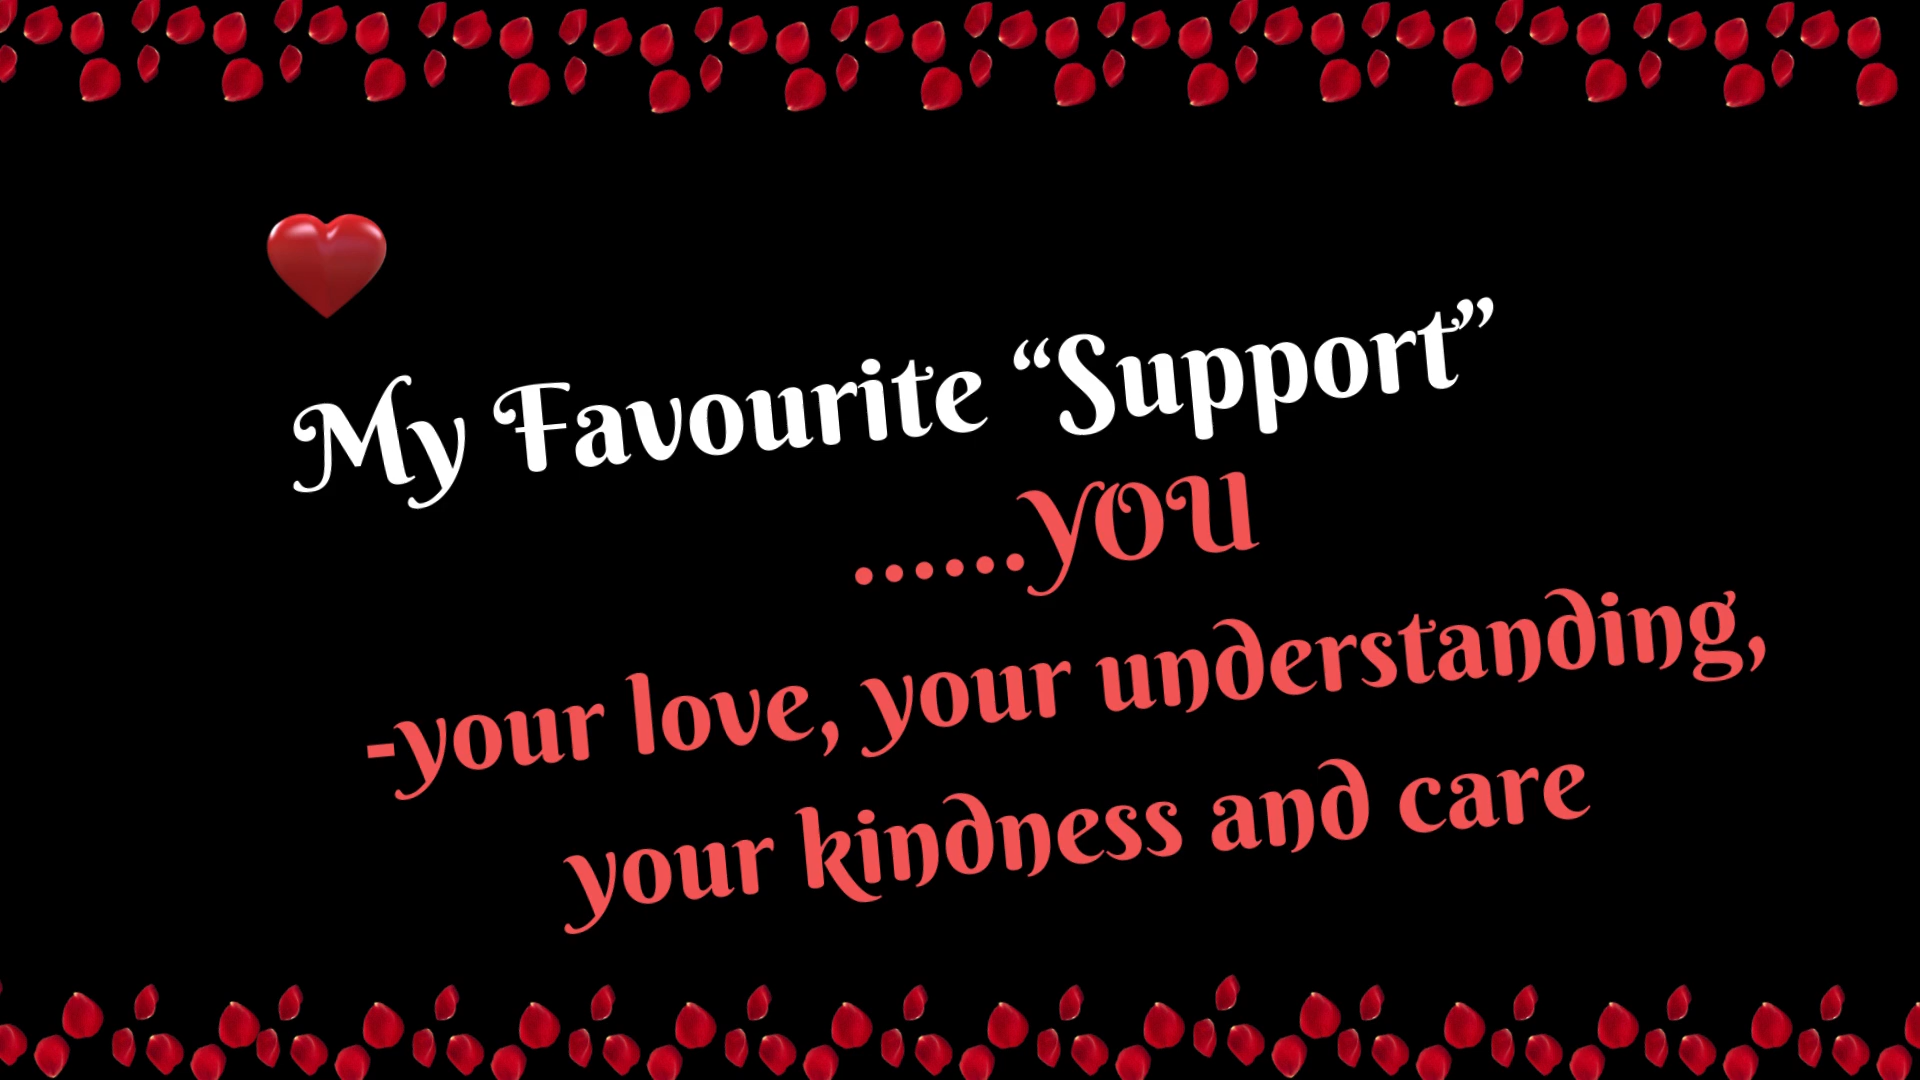 My Favourite “Support”
......YOU
-your love, your understanding,
your kindness and care